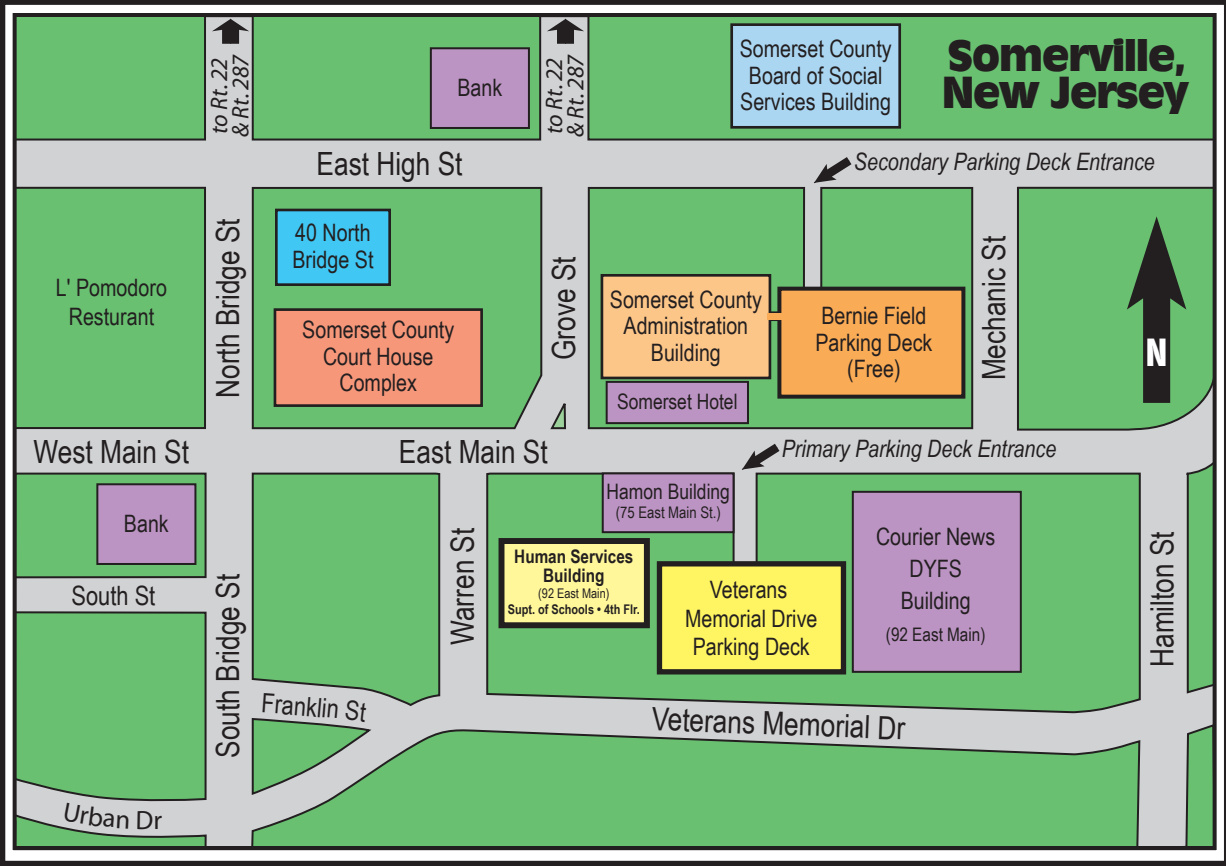 to Rt. 22
& Rt. 287
Bank
to Rt. 22
& Rt. 287
Somerset County
Board of Social
Services Building
Somerville,
New Jersey
East High St
Secondary Parking Deck Entrance
L' Pomodoro
Resturant
North Bridge St
40 North
Bridge St
Somerset County
Court House
Complex
Grove St
Somerset County
Administration
Building
Somerset Hotel
Bernie Field
Parking Deck
(Free)
Mechanic St
N
West Main St
East Main St
Primary Parking Deck Entrance
Bank
South St
South Bridge St
Warren St
Hamon Building
(75 East Main St.)
Human Services
Building
(92 East Main)
Supt. of Schools • 4th Flr.
Veterans
Memorial Drive
Parking Deck
Courier News
DYFS
Building
(92 East Main)
Hamilton St
Franklin St
Veterans Memorial Dr
Urban Dr